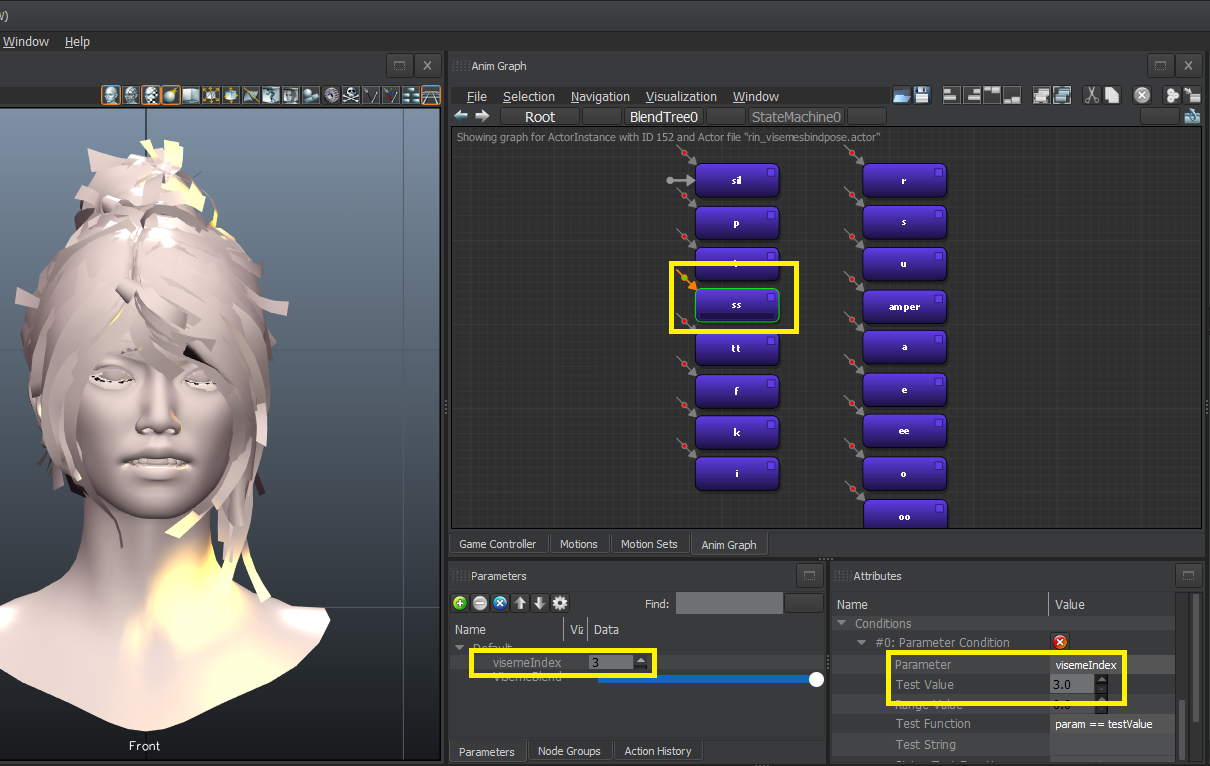 W)
Window Help
Anim Graph
File Selection Navigation Visualization Window
Root BlendTree0 StateMachine0
Showing graph for ActorInstance with ID 152 and Actor file "rin_visemesbindpose.actor"
sil r
p s
u
ss amper
tt a
f e
k ee
i o
oo
Front
Game Controller Motions Motion Sets Anim Graph
Parameters
Find:
Name Viz Data
Default
visemeIndex 3
VisemeBlend
Parameters Node Groups Action History
Attributes
Name Value
Conditions
#0: Parameter Condition
Parameter visemeIndex
Test Value 3.0
Range Value 0.0
Test Function param == testValue
Test String